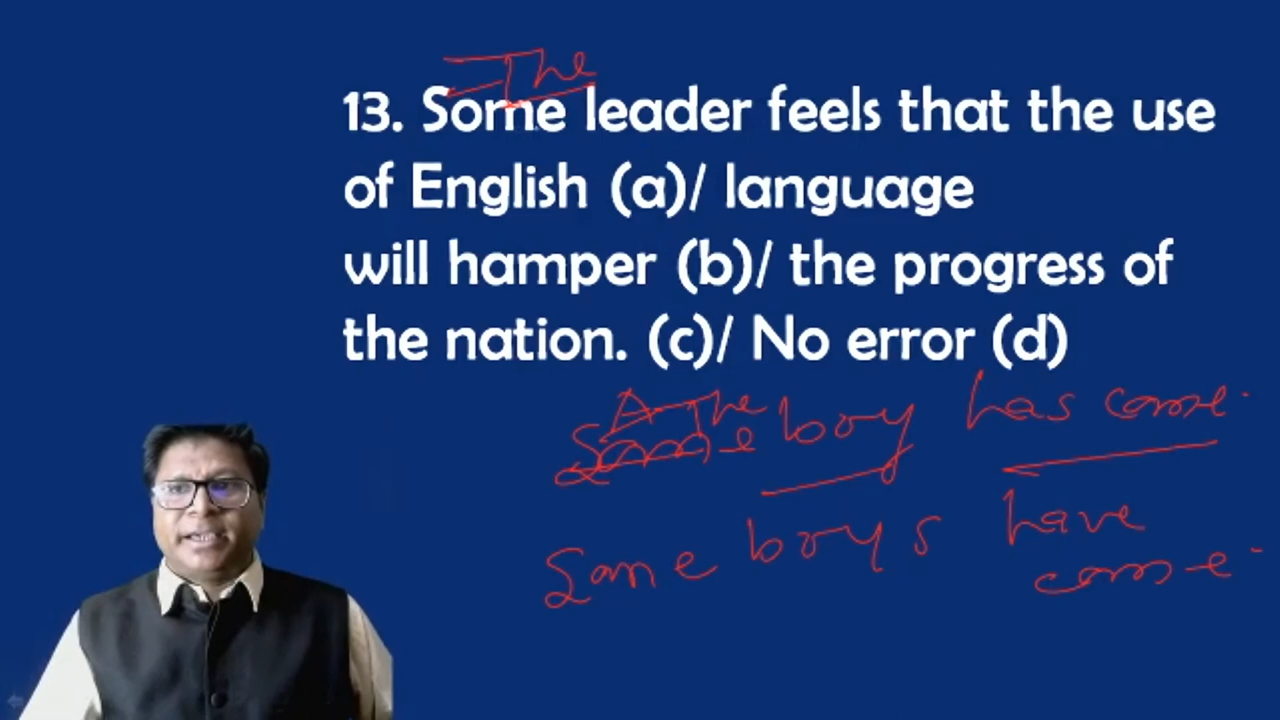 The
13. Some leader feels that the use
of English (a)/ language
will hamper (b)/ the progress of
the nation. (c)/ No error (d)
A The
Some boy has come.
Some boys have
come.